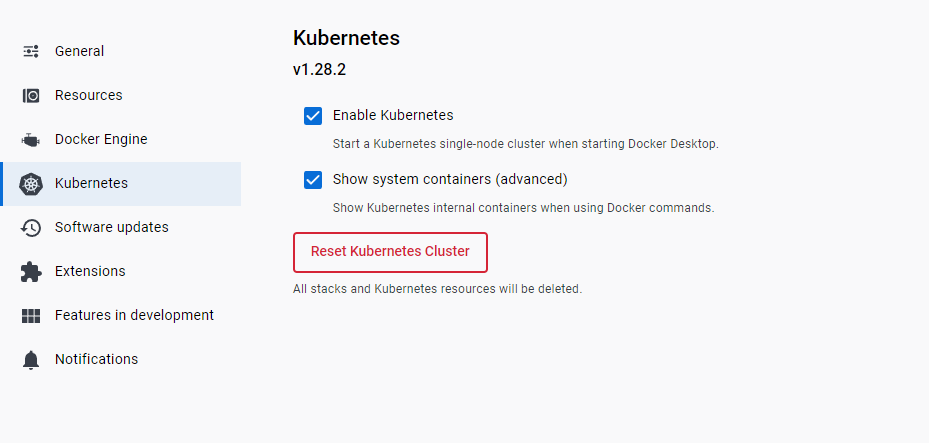 General
Resources
Docker Engine
Kubernetes
Software updates
Extensions
Features in development
Notifications
Kubernetes
v1.28.2
Enable Kubernetes
Start a Kubernetes single-node cluster when starting Docker Desktop.
Show system containers (advanced)
Show Kubernetes internal containers when using Docker commands.
Reset Kubernetes Cluster
All stacks and Kubernetes resources will be deleted.